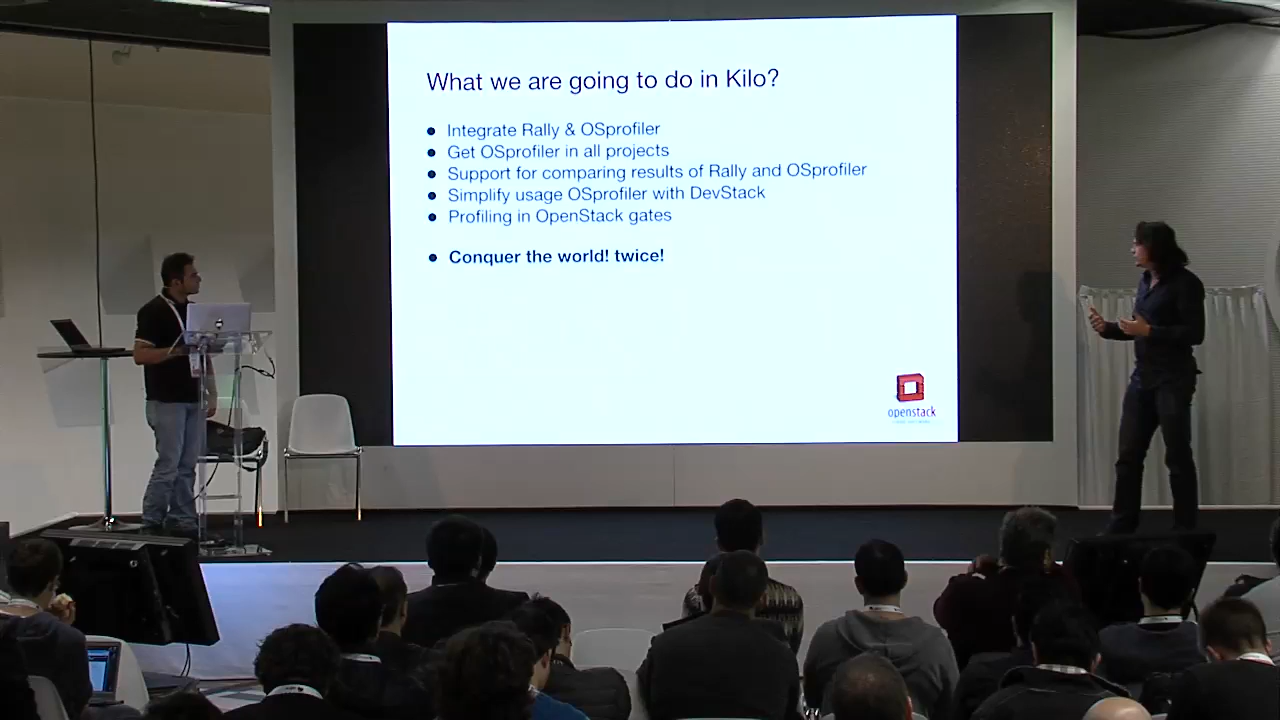 What we are going to do in Kilo?
● Integrate Rally & OSprofiler
● Get OSprofiler in all projects
● Support for comparing results of Rally and OSprofiler
● Simplify usage OSprofiler with DevStack
● Profiling in OpenStack gates
● Conquer the world! twice!
openstack